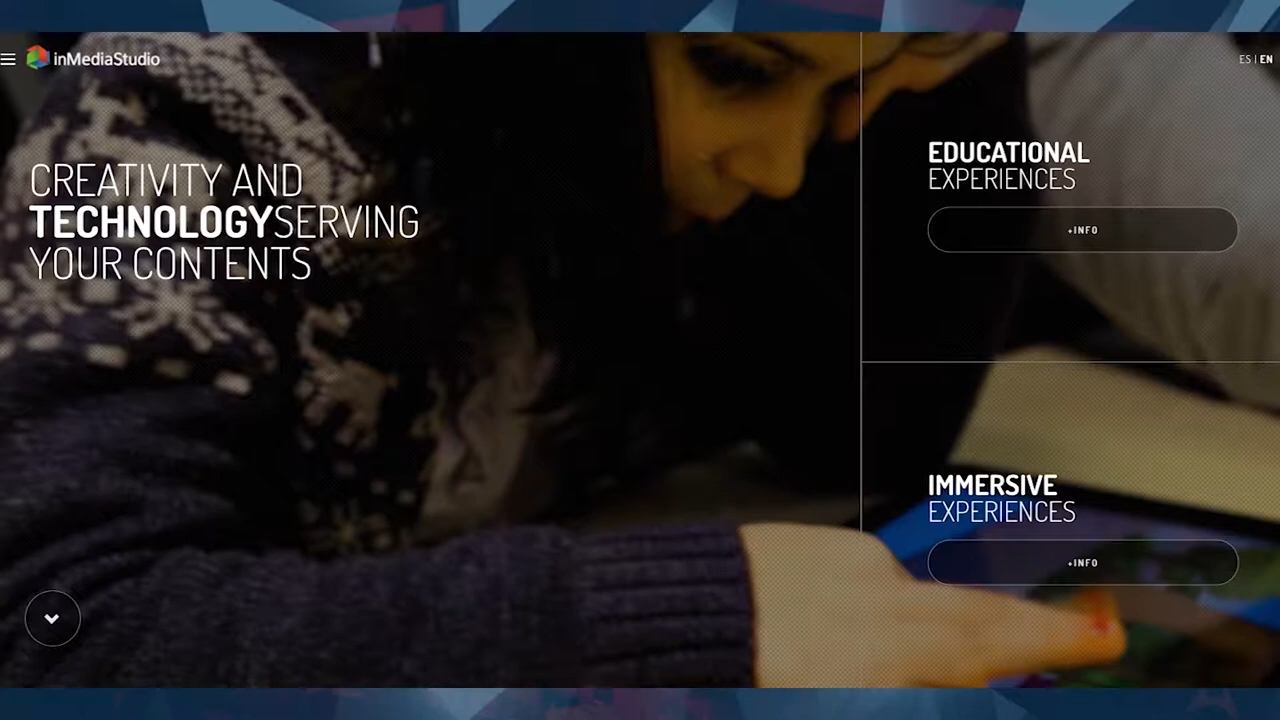 inMediaStudio
ES | EN
CREATIVITY AND
TECHNOLOGYSERVING
YOUR CONTENTS
EDUCATIONAL
EXPERIENCES
+INFO
IMMERSIVE
EXPERIENCES
+INFO